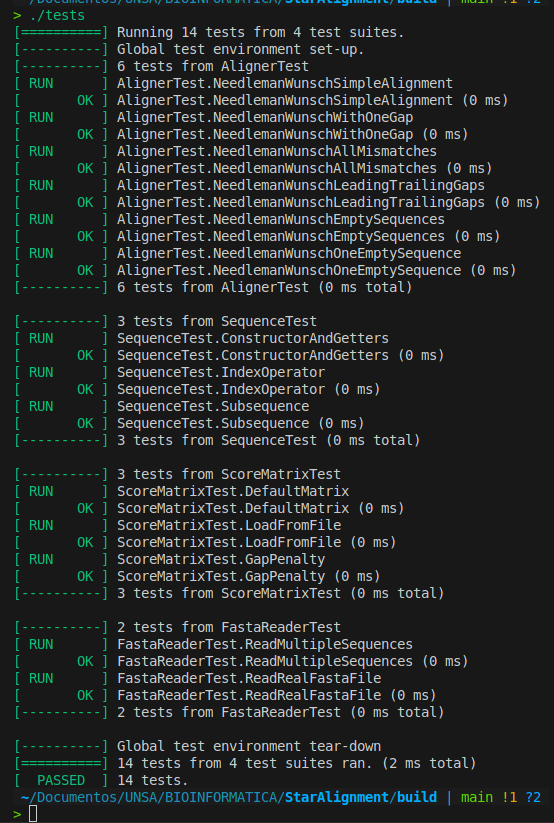 ~/Documentos/UNSA/BIOINFORMATICA/StarAlignment/build | main !1 ?2
> ./tests
[==========] Running 14 tests from 4 test suites.
[----------] Global test environment set-up.
[----------] 6 tests from AlignerTest
[ RUN      ] AlignerTest.NeedlemanWunschSimpleAlignment
[       OK ] AlignerTest.NeedlemanWunschSimpleAlignment (0 ms)
[ RUN      ] AlignerTest.NeedlemanWunschWithOneGap
[       OK ] AlignerTest.NeedlemanWunschWithOneGap (0 ms)
[ RUN      ] AlignerTest.NeedlemanWunschAllMismatches
[       OK ] AlignerTest.NeedlemanWunschAllMismatches (0 ms)
[ RUN      ] AlignerTest.NeedlemanWunschLeadingTrailingGaps
[       OK ] AlignerTest.NeedlemanWunschLeadingTrailingGaps (0 ms)
[ RUN      ] AlignerTest.NeedlemanWunschEmptySequences
[       OK ] AlignerTest.NeedlemanWunschEmptySequences (0 ms)
[ RUN      ] AlignerTest.NeedlemanWunschOneEmptySequence
[       OK ] AlignerTest.NeedlemanWunschOneEmptySequence (0 ms)
[----------] 6 tests from AlignerTest (0 ms total)

[----------] 3 tests from SequenceTest
[ RUN      ] SequenceTest.ConstructorAndGetters
[       OK ] SequenceTest.ConstructorAndGetters (0 ms)
[ RUN      ] SequenceTest.IndexOperator
[       OK ] SequenceTest.IndexOperator (0 ms)
[ RUN      ] SequenceTest.Subsequence
[       OK ] SequenceTest.Subsequence (0 ms)
[----------] 3 tests from SequenceTest (0 ms total)

[----------] 3 tests from ScoreMatrixTest
[ RUN      ] ScoreMatrixTest.DefaultMatrix
[       OK ] ScoreMatrixTest.DefaultMatrix (0 ms)
[ RUN      ] ScoreMatrixTest.LoadFromFile
[       OK ] ScoreMatrixTest.LoadFromFile (0 ms)
[ RUN      ] ScoreMatrixTest.GapPenalty
[       OK ] ScoreMatrixTest.GapPenalty (0 ms)
[----------] 3 tests from ScoreMatrixTest (0 ms total)

[----------] 2 tests from FastaReaderTest
[ RUN      ] FastaReaderTest.ReadMultipleSequences
[       OK ] FastaReaderTest.ReadMultipleSequences (0 ms)
[ RUN      ] FastaReaderTest.ReadRealFastaFile
[       OK ] FastaReaderTest.ReadRealFastaFile (0 ms)
[----------] 2 tests from FastaReaderTest (0 ms total)

[----------] Global test environment tear-down
[==========] 14 tests from 4 test suites ran. (2 ms total)
[  PASSED  ] 14 tests.
~/Documentos/UNSA/BIOINFORMATICA/StarAlignment/build | main !1 ?2
>